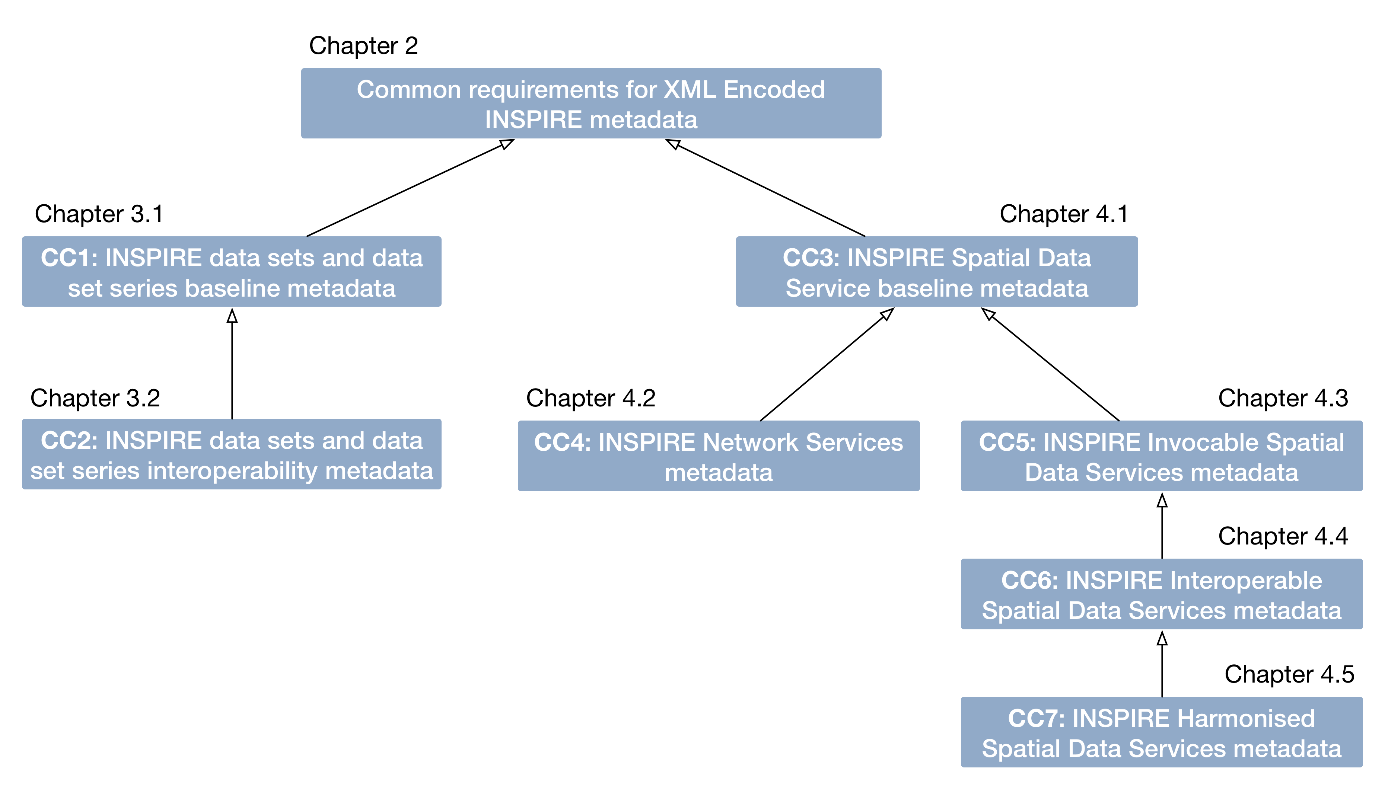 Chapter 2
Common requirements for XML Encoded
INSPIRE metadata
Chapter 3.1
CC1: INSPIRE data sets and data
set series baseline metadata
Chapter 4.1
CC3: INSPIRE Spatial Data
Service baseline metadata
Chapter 3.2
CC2: INSPIRE data sets and data
set series interoperability metadata
Chapter 4.2
CC4: INSPIRE Network Services
metadata
Chapter 4.3
CC5: INSPIRE Invocable Spatial
Data Services metadata
Chapter 4.4
CC6: INSPIRE Interoperable
Spatial Data Services metadata
Chapter 4.5
CC7: INSPIRE Harmonised
Spatial Data Services metadata